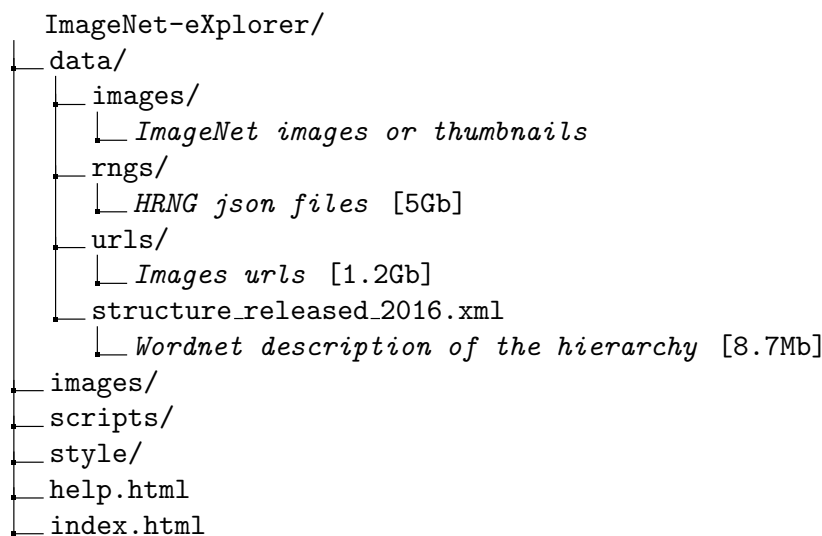 ImageNet-eXplorer/
data/
images/
ImageNet images or thumbnails
rngs/
HRNG json files [5Gb]
urls/
Images urls [1.2Gb]
structure_released_2016.xml
Wordnet description of the hierarchy [8.7Mb]
images/
scripts/
style/
help.html
index.html